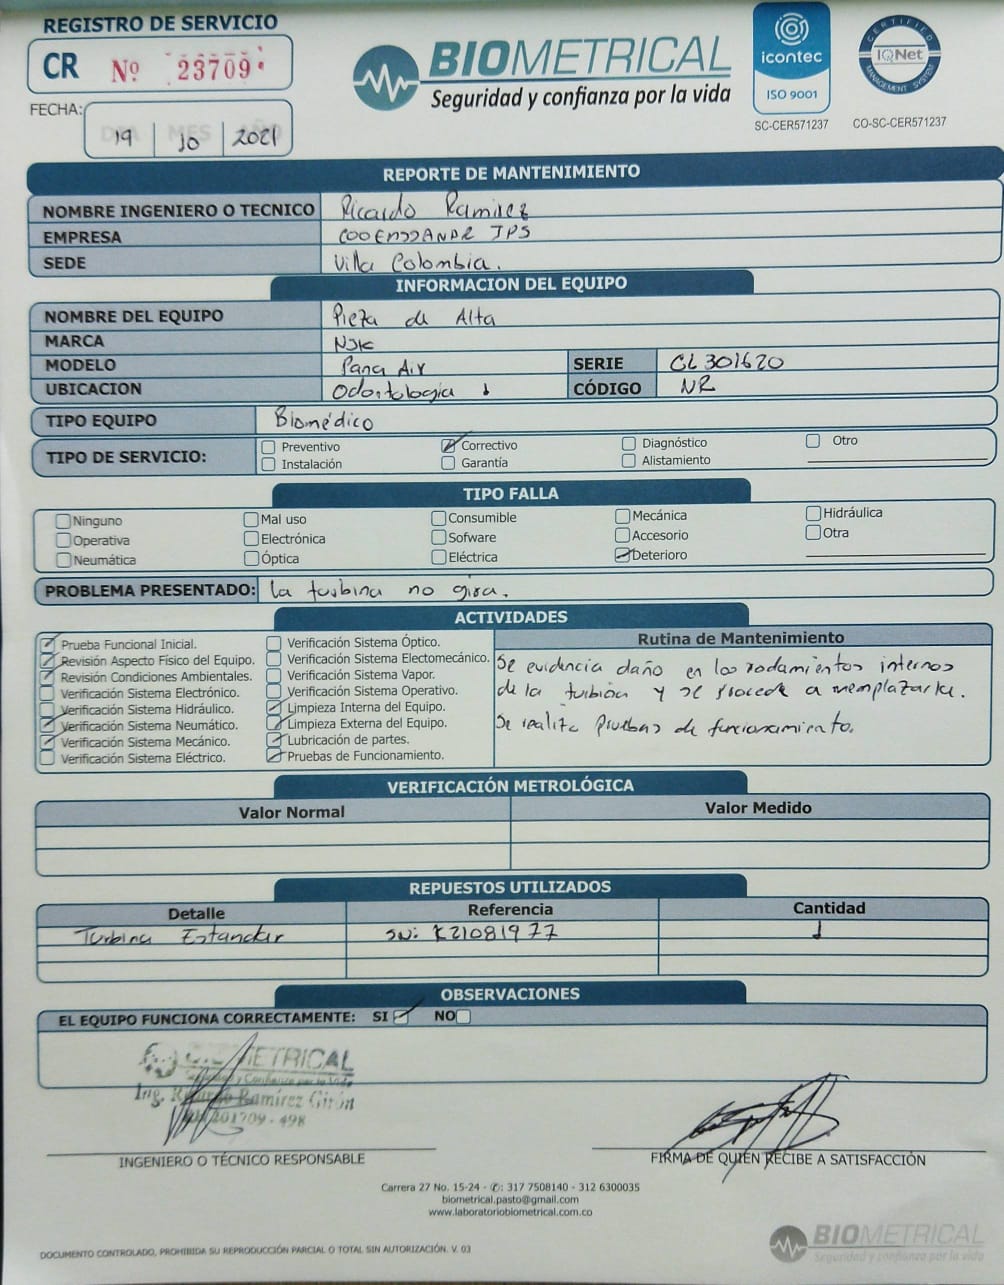 REGISTRO DE SERVICIO
CR Nº 23709
BIOMETRICAL
Seguridad y confianza por la vida
icontec
ISO 9001
SC-CER571237
CERTIFIED
IQNet
MANAGEMENT SYSTEM
CO-SC-CER571237
FECHA:
DIA MES AÑO
19 10 2021
REPORTE DE MANTENIMIENTO
NOMBRE INGENIERO O TECNICO Ricardo Ramirez
EMPRESA IPS
SEDE Villa Colombia.
INFORMACION DEL EQUIPO
NOMBRE DEL EQUIPO Pieza de Alta
MARCA NSK
MODELO Pana Air SERIE CL301620
UBICACION Odontologia 1 CÓDIGO NR
TIPO EQUIPO Biomédico
TIPO DE SERVICIO:
Preventivo Correctivo Diagnóstico Otro
Instalación Garantía Alistamiento
TIPO FALLA
Ninguno Mal uso Consumible Mecánica Hidráulica
Operativa Electrónica Sofware Accesorio Otra
Neumática Óptica Eléctrica Deterioro
PROBLEMA PRESENTADO: la turbina no gira.
ACTIVIDADES
Prueba Funcional Inicial.
Revisión Aspecto Físico del Equipo.
Revisión Condiciones Ambientales.
Verificación Sistema Electrónico.
Verificación Sistema Hidráulico.
Verificación Sistema Neumático.
Verificación Sistema Mecánico.
Verificación Sistema Eléctrico.
Verificación Sistema Óptico.
Verificación Sistema Electomecánico.
Verificación Sistema Vapor.
Verificación Sistema Operativo.
Limpieza Interna del Equipo.
Limpieza Externa del Equipo.
Lubricación de partes.
Pruebas de Funcionamiento.
Rutina de Mantenimiento
Se evidencia daño en los rodamientos internos
de la turbina y se procede a remplazarla.
Se realiza pruebas de funcionamiento.
VERIFICACIÓN METROLÓGICA
Valor Normal Valor Medido
REPUESTOS UTILIZADOS
Detalle Referencia Cantidad
Turbina Estandar SN: K21081977 1
OBSERVACIONES
EL EQUIPO FUNCIONA CORRECTAMENTE: SI NO
BIOMETRICAL
Seguridad y Confianza por la Vida
Ing. Ricardo Ramírez Girón
201709 - 498
INGENIERO O TÉCNICO RESPONSABLE
FIRMA DE QUIÉN RECIBE A SATISFACCIÓN
Carrera 27 No. 15-24 - ✆: 317 7508140 - 312 6300035
biometrical.pasto@gmail.com
www.laboratoriobiometrical.com.co
DOCUMENTO CONTROLADO, PROHIBIDA SU REPRODUCCIÓN PARCIAL O TOTAL SIN AUTORIZACIÓN. V. 03
BIOMETRICAL
Seguridad y confianza por la vida